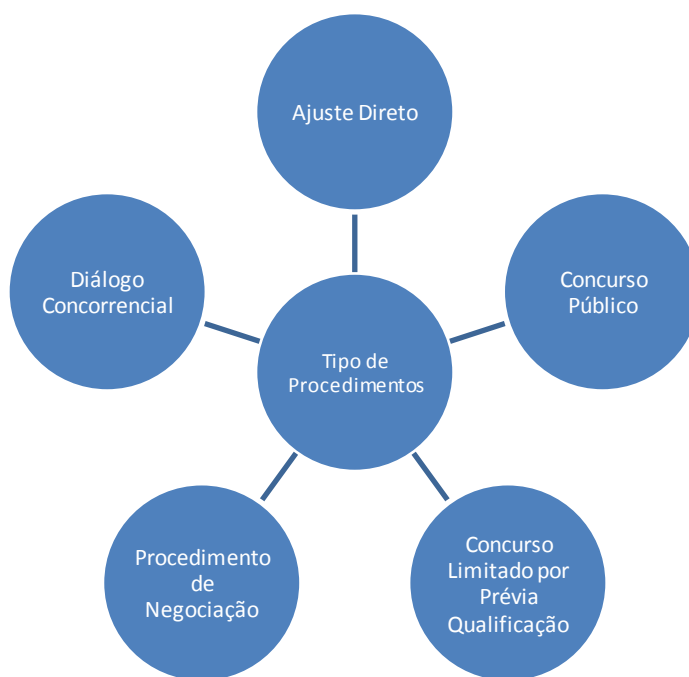 Ajuste Direto
Diálogo
Concorrencial
Concurso
Público
Tipo de
Procedimentos
Procedimento
de
Negociação
Concurso
Limitado por
Prévia
Qualificação